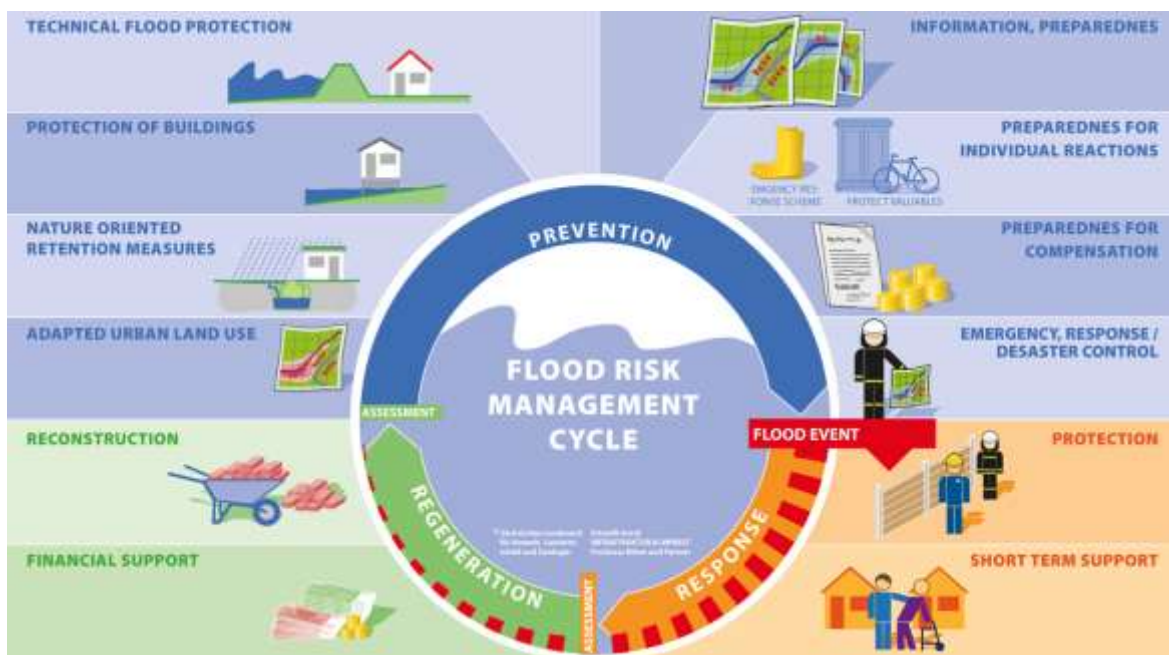 TECHNICAL FLOOD PROTECTION
PROTECTION OF BUILDINGS
NATURE ORIENTED
RETENTION MEASURES
ADAPTED URBAN LAND USE
RECONSTRUCTION
FINANCIAL SUPPORT
INFORMATION, PREPAREDNES
PREPAREDNES FOR
INDIVIDUAL REACTIONS
PROTECT VALUABLES
PREPAREDNES FOR
COMPENSATION
EMERGENCY, RESPONSE /
DESASTER CONTROL
PROTECTION
SHORT TERM SUPPORT
PREVENTION
FLOOD RISK
MANAGEMENT
CYCLE
ASSESSMENT
FLOOD EVENT
REGENERATION
RESPONSE
ASSESSMENT